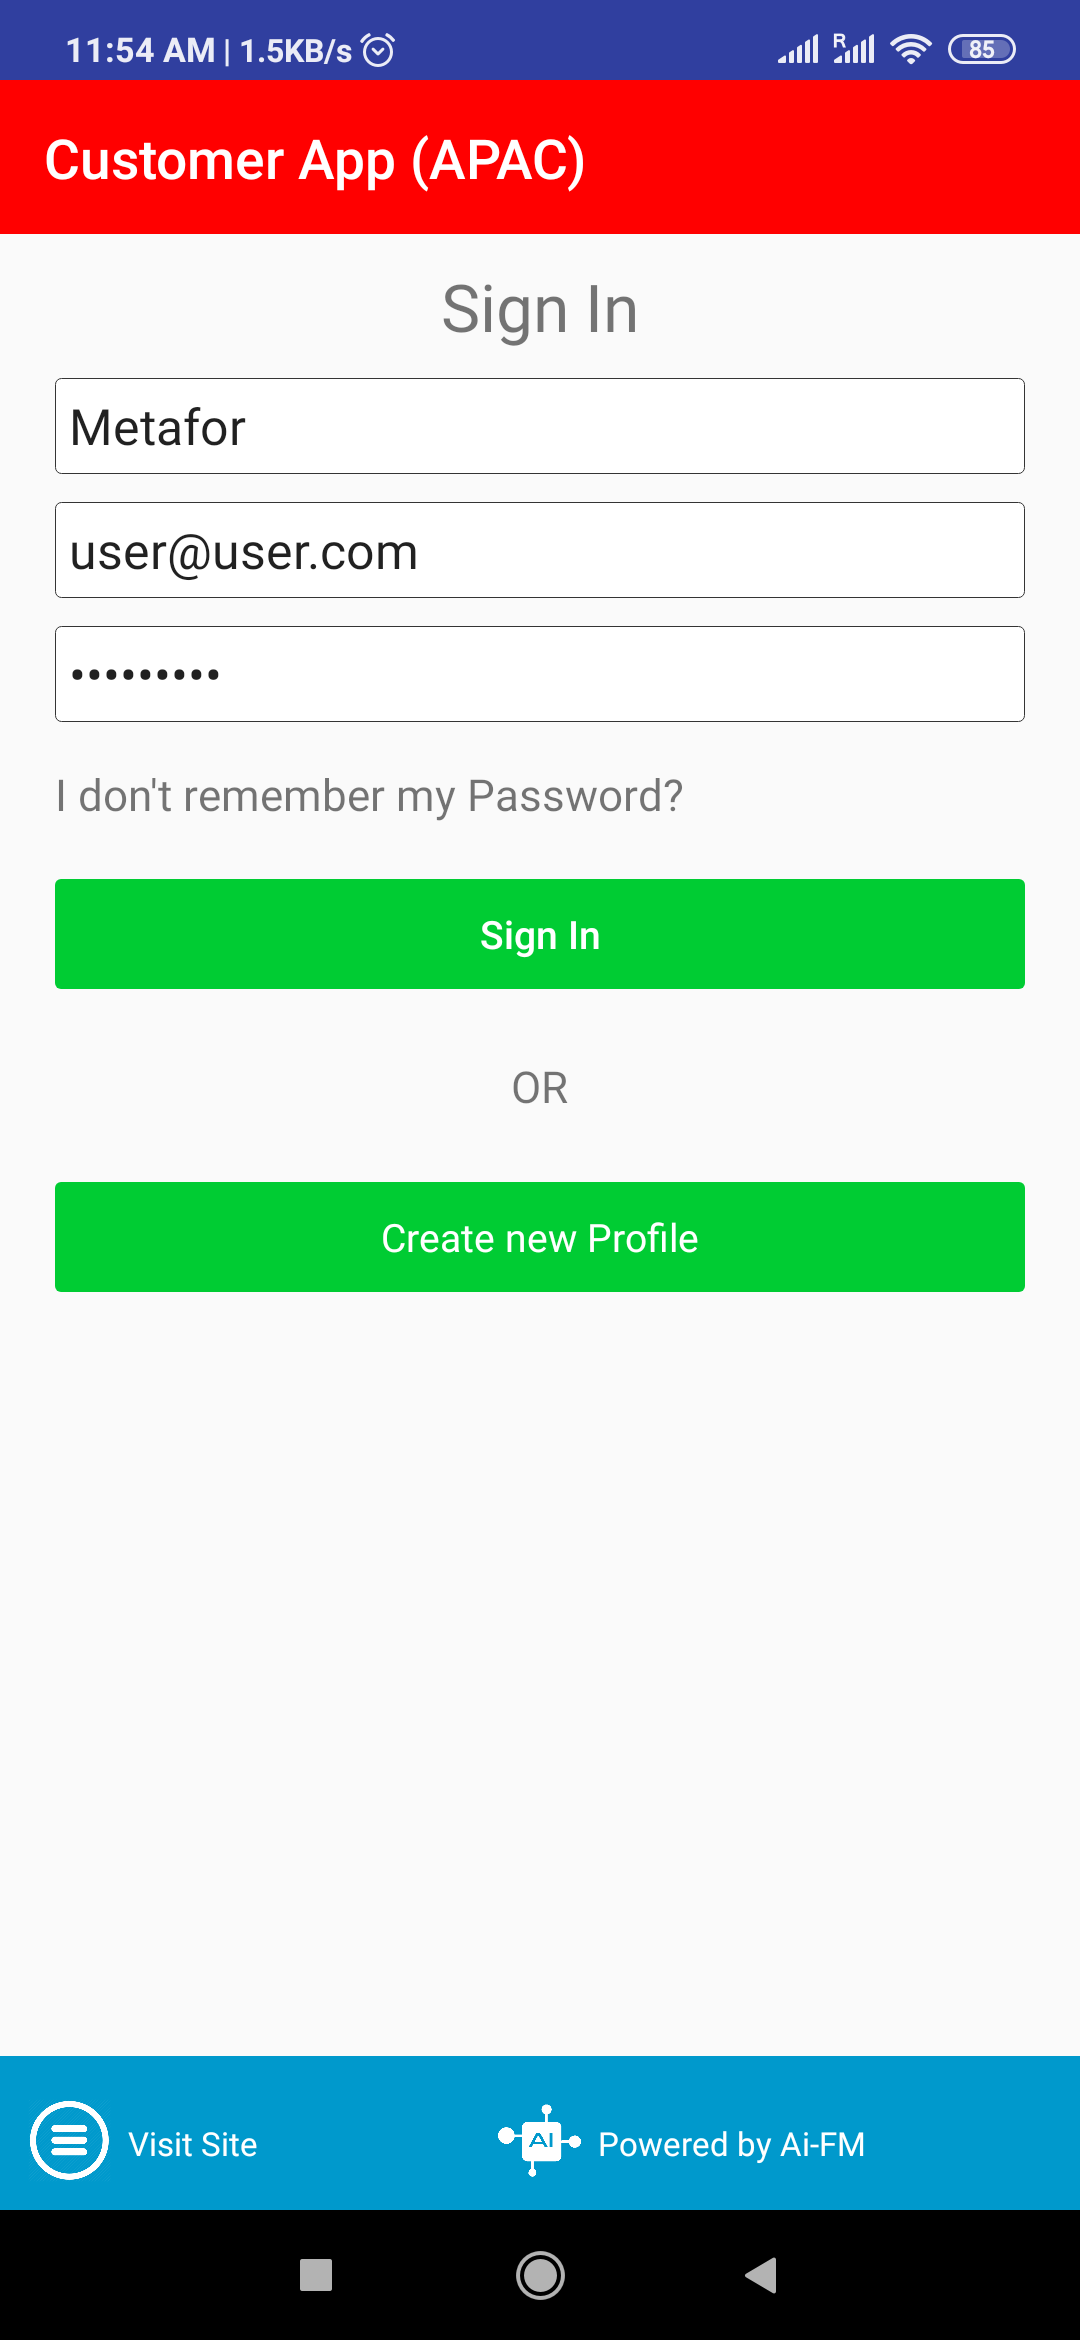 11:54 AM | 1.5KB/s
R
85
Customer App (APAC)
Sign In
Metafor
user@user.com
•••••••••
I don't remember my Password?
Sign In
OR
Create new Profile
Visit Site
AI
Powered by Ai-FM